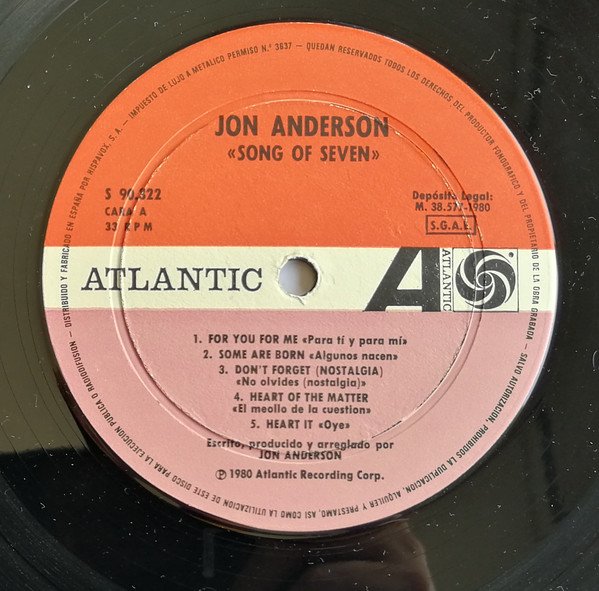 DISTRIBUIDO Y FABRICADO EN ESPAÑA POR HISPAVOX, S. A. — IMPUESTO DE LUJO A METALICO PERMISO N.º 3637 — QUEDAN RESERVADOS TODOS LOS DERECHOS DEL PRODUCTOR FONOGRAFICO Y DEL PROPIETARIO DE LA OBRA GRABADA — SALVO AUTORIZACION, PROHIBIDOS LA DUPLICACION, ALQUILER Y PRESTAMO, ASI COMO LA UTILIZACION DE ESTE DISCO PARA LA EJECUCION PUBLICA O RADIODIFUSION —
JON ANDERSON
«SONG OF SEVEN»
S 90.822
CARA A
33 RPM
Depósito Legal:
M. 38.577-1980
S.G.A.E.
ATLANTIC
A
ATLANTIC
1. FOR YOU FOR ME «Para tí y para mí»
2. SOME ARE BORN «Algunos nacen»
3. DON'T FORGET (NOSTALGIA)
«No olvides (nostalgia)»
4. HEART OF THE MATTER
«El meollo de la cuestion»
5. HEART IT «Oye»
Escrito, producido y arreglado por
JON ANDERSON
Ⓟ 1980 Atlantic Recording Corp.